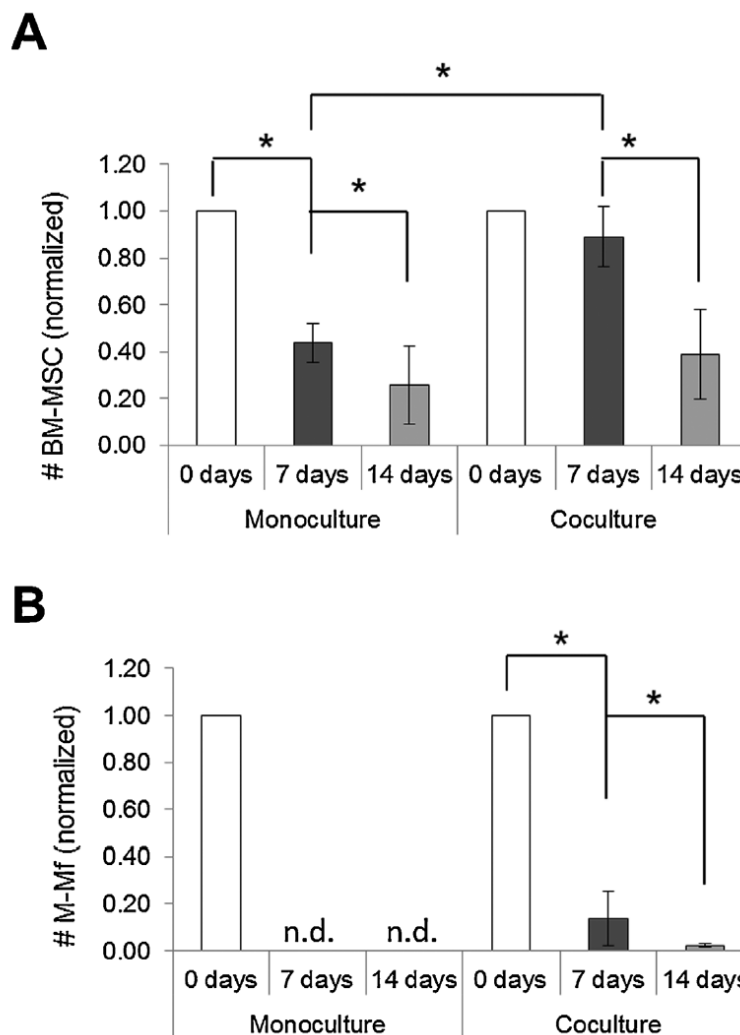 A
*
*
*
*
# BM-MSC (normalized)
1.20
1.00
0.80
0.60
0.40
0.20
0.00
0 days 7 days 14 days 0 days 7 days 14 days
Monoculture Coculture
B
*
*
# M-Mf (normalized)
1.20
1.00
0.80
0.60
0.40
0.20
0.00
n.d. n.d.
0 days 7 days 14 days 0 days 7 days 14 days
Monoculture Coculture